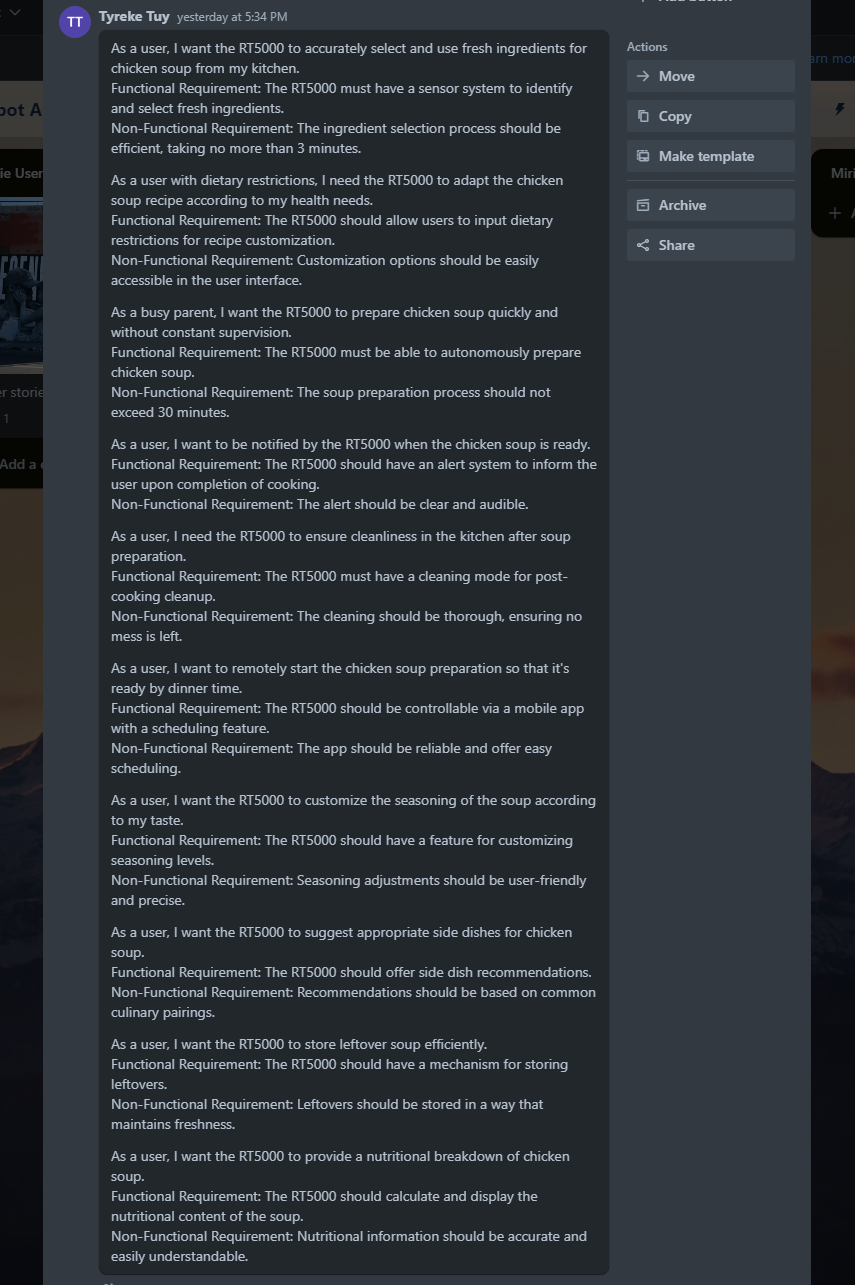 Tyreke Tuy yesterday at 5:34 PM
TT
As a user, I want the RT5000 to accurately select and use fresh ingredients for
chicken soup from my kitchen.
Functional Requirement: The RT5000 must have a sensor system to identify
and select fresh ingredients.
Non-Functional Requirement: The ingredient selection process should be
efficient, taking no more than 3 minutes.
As a user with dietary restrictions, I need the RT5000 to adapt the chicken
soup recipe according to my health needs.
Functional Requirement: The RT5000 should allow users to input dietary
restrictions for recipe customization.
Non-Functional Requirement: Customization options should be easily
accessible in the user interface.
As a busy parent, I want the RT5000 to prepare chicken soup quickly and
without constant supervision.
Functional Requirement: The RT5000 must be able to autonomously prepare
chicken soup.
Non-Functional Requirement: The soup preparation process should not
exceed 30 minutes.
As a user, I want to be notified by the RT5000 when the chicken soup is ready.
Functional Requirement: The RT5000 should have an alert system to inform the
user upon completion of cooking.
Non-Functional Requirement: The alert should be clear and audible.
As a user, I need the RT5000 to ensure cleanliness in the kitchen after soup
preparation.
Functional Requirement: The RT5000 must have a cleaning mode for post-
cooking cleanup.
Non-Functional Requirement: The cleaning should be thorough, ensuring no
mess is left.
As a user, I want to remotely start the chicken soup preparation so that it's
ready by dinner time.
Functional Requirement: The RT5000 should be controllable via a mobile app
with a scheduling feature.
Non-Functional Requirement: The app should be reliable and offer easy
scheduling.
As a user, I want the RT5000 to customize the seasoning of the soup according
to my taste.
Functional Requirement: The RT5000 should have a feature for customizing
seasoning levels.
Non-Functional Requirement: Seasoning adjustments should be user-friendly
and precise.
As a user, I want the RT5000 to suggest appropriate side dishes for chicken
soup.
Functional Requirement: The RT5000 should offer side dish recommendations.
Non-Functional Requirement: Recommendations should be based on common
culinary pairings.
As a user, I want the RT5000 to store leftover soup efficiently.
Functional Requirement: The RT5000 should have a mechanism for storing
leftovers.
Non-Functional Requirement: Leftovers should be stored in a way that
maintains freshness.
As a user, I want the RT5000 to provide a nutritional breakdown of chicken
soup.
Functional Requirement: The RT5000 should calculate and display the
nutritional content of the soup.
Non-Functional Requirement: Nutritional information should be accurate and
easily understandable.
Actions
Move
Copy
Make template
Archive
Share
bot A
ie User
r storie
1
Add a
arn mor
Miri